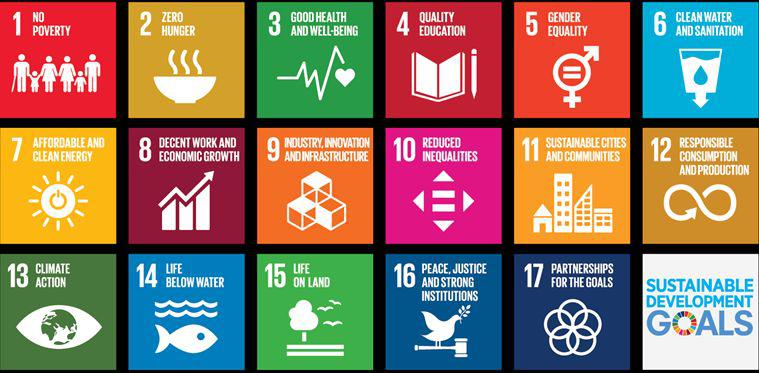 1 NO
POVERTY
2 ZERO
HUNGER
3 GOOD HEALTH
AND WELL-BEING
4 QUALITY
EDUCATION
5 GENDER
EQUALITY
6 CLEAN WATER
AND SANITATION
7 AFFORDABLE AND
CLEAN ENERGY
8 DECENT WORK AND
ECONOMIC GROWTH
9 INDUSTRY, INNOVATION
AND INFRASTRUCTURE
10 REDUCED
INEQUALITIES
11 SUSTAINABLE CITIES
AND COMMUNITIES
12 RESPONSIBLE
CONSUMPTION
AND PRODUCTION
13 CLIMATE
ACTION
14 LIFE
BELOW WATER
15 LIFE
ON LAND
16 PEACE, JUSTICE
AND STRONG
INSTITUTIONS
17 PARTNERSHIPS
FOR THE GOALS
SUSTAINABLE
DEVELOPMENT
GOALS